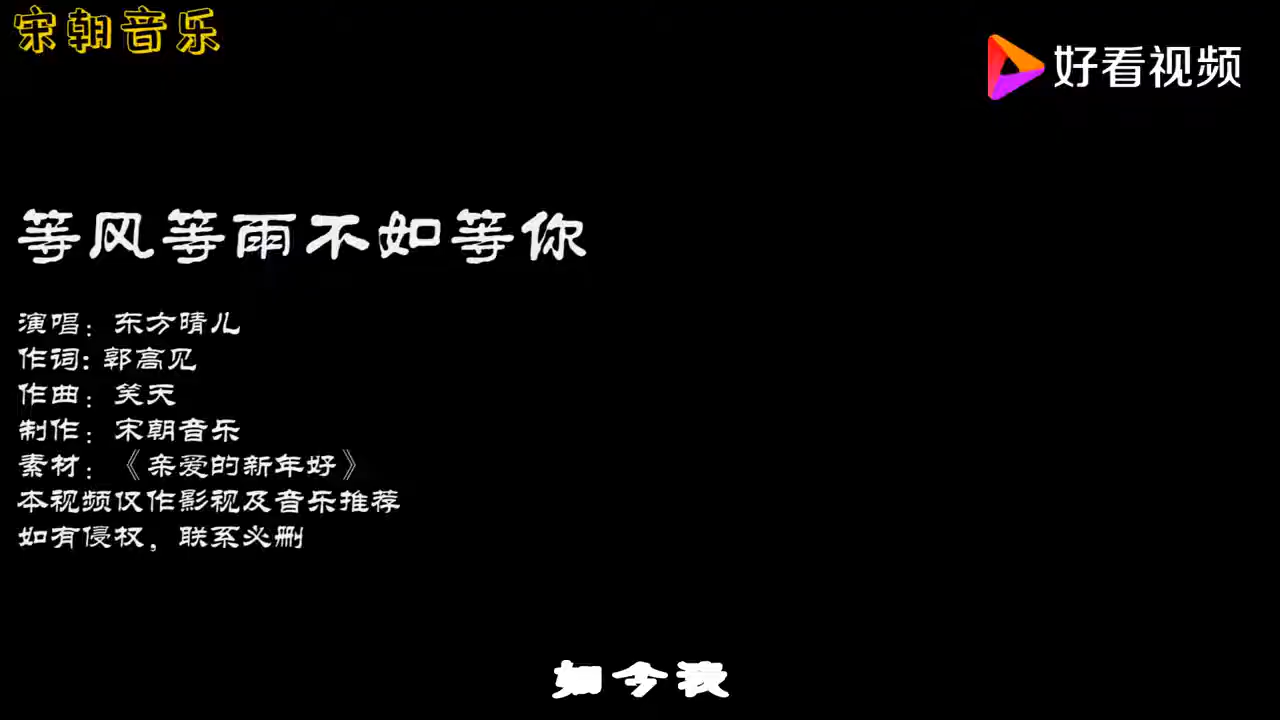 宋朝音乐
好看视频
等风等雨不如等你
演唱：东方晴儿
作词: 郭高见
作曲：笑天
制作：宋朝音乐
素材：《亲爱的新年好》
本视频仅作影视及音乐推荐
如有侵权，联系必删
如今我